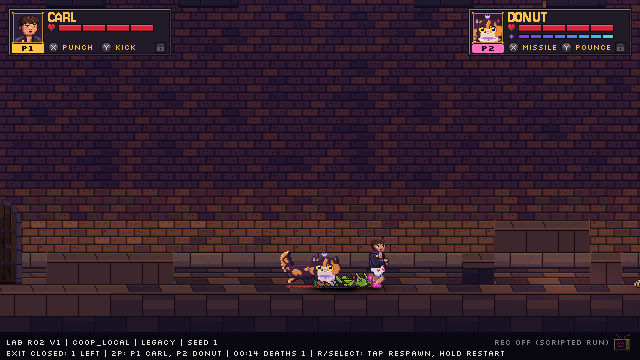 CARL
P1
X PUNCH Y KICK
DONUT
P2
X MISSILE Y POUNCE
LAB R02 V1 | COOP_LOCAL | LEGACY | SEED 1
REC OFF (SCRIPTED RUN)
EXIT CLOSED: 1 LEFT | 2P: P1 CARL, P2 DONUT | 00:14 DEATHS 1 | R/SELECT: TAP RESPAWN, HOLD RESTART